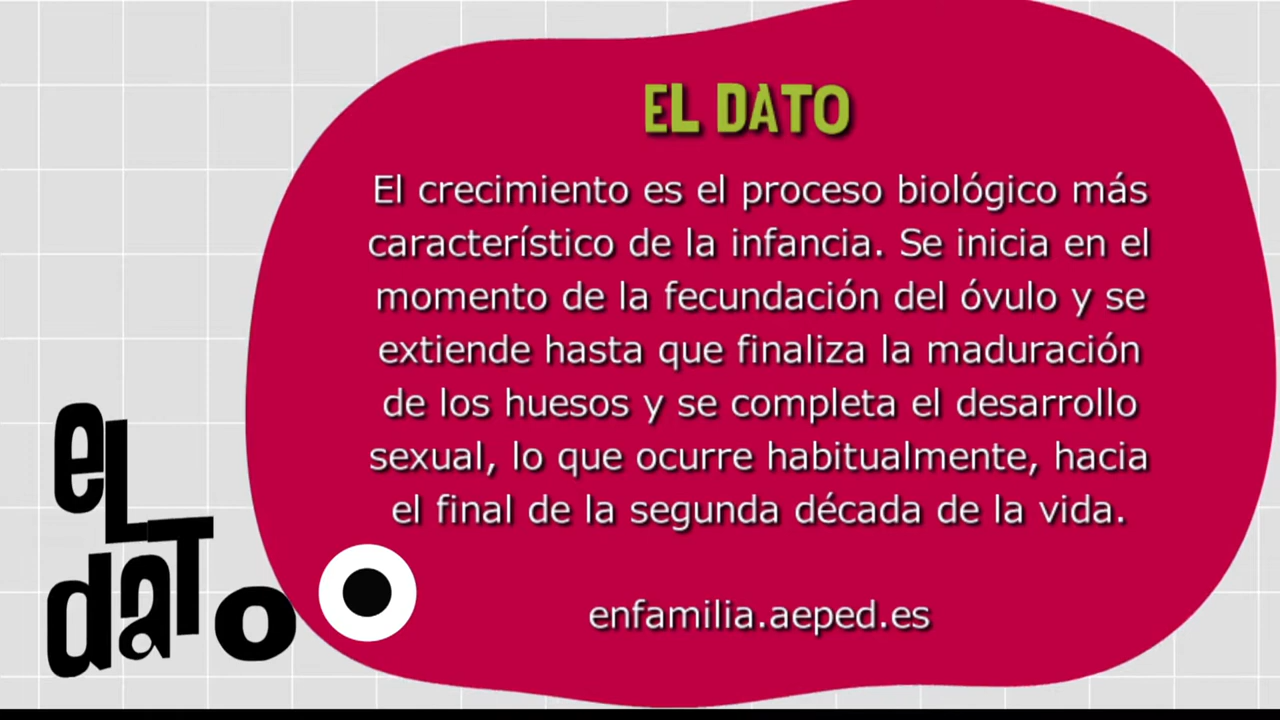 EL DATO
El crecimiento es el proceso biológico más
característico de la infancia. Se inicia en el
momento de la fecundación del óvulo y se
extiende hasta que finaliza la maduración
de los huesos y se completa el desarrollo
sexual, lo que ocurre habitualmente, hacia
el final de la segunda década de la vida.
enfamilia.aeped.es
eL
daTo